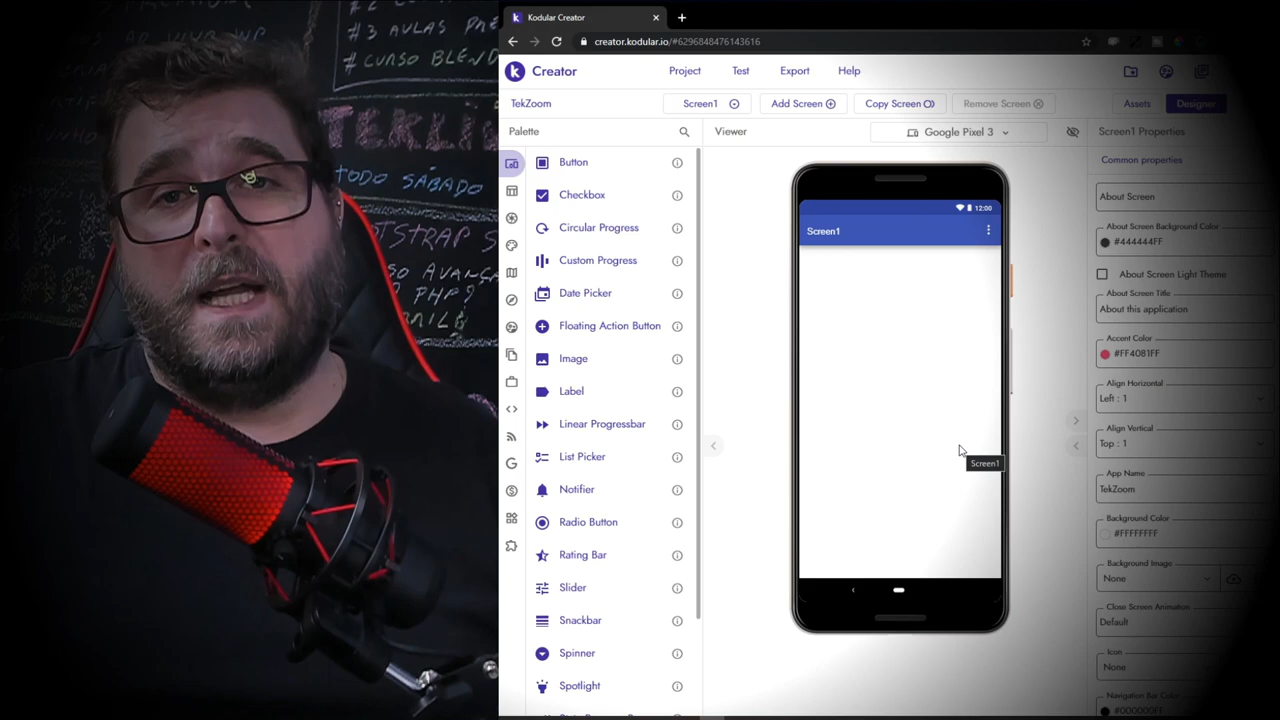 #3 AULAS PRÉ
# CURSO BLEND
TODO SÁBADO
Kodular Creator
creator.kodular.io/#6296848476143616
Creator
Project
Test
Export
Help
TekZoom
Screen1
Add Screen
Copy Screen
Remove Screen
Assets
Designer
Palette
Viewer
Google Pixel 3
Screen1 Properties
Button
Checkbox
Circular Progress
Custom Progress
Date Picker
Floating Action Button
Image
Label
Linear Progressbar
List Picker
Notifier
Radio Button
Rating Bar
Slider
Snackbar
Spinner
Spotlight
12:00
Screen1
Screen1
Common properties
About Screen
About Screen Background Color
#444444FF
About Screen Light Theme
About Screen Title
About this application
Accent Color
#FF4081FF
Align Horizontal
Left : 1
Align Vertical
Top : 1
App Name
TekZoom
Background Color
#FFFFFFFF
Background Image
None
Close Screen Animation
Default
Icon
None
Navigation Bar Color
#000000FF